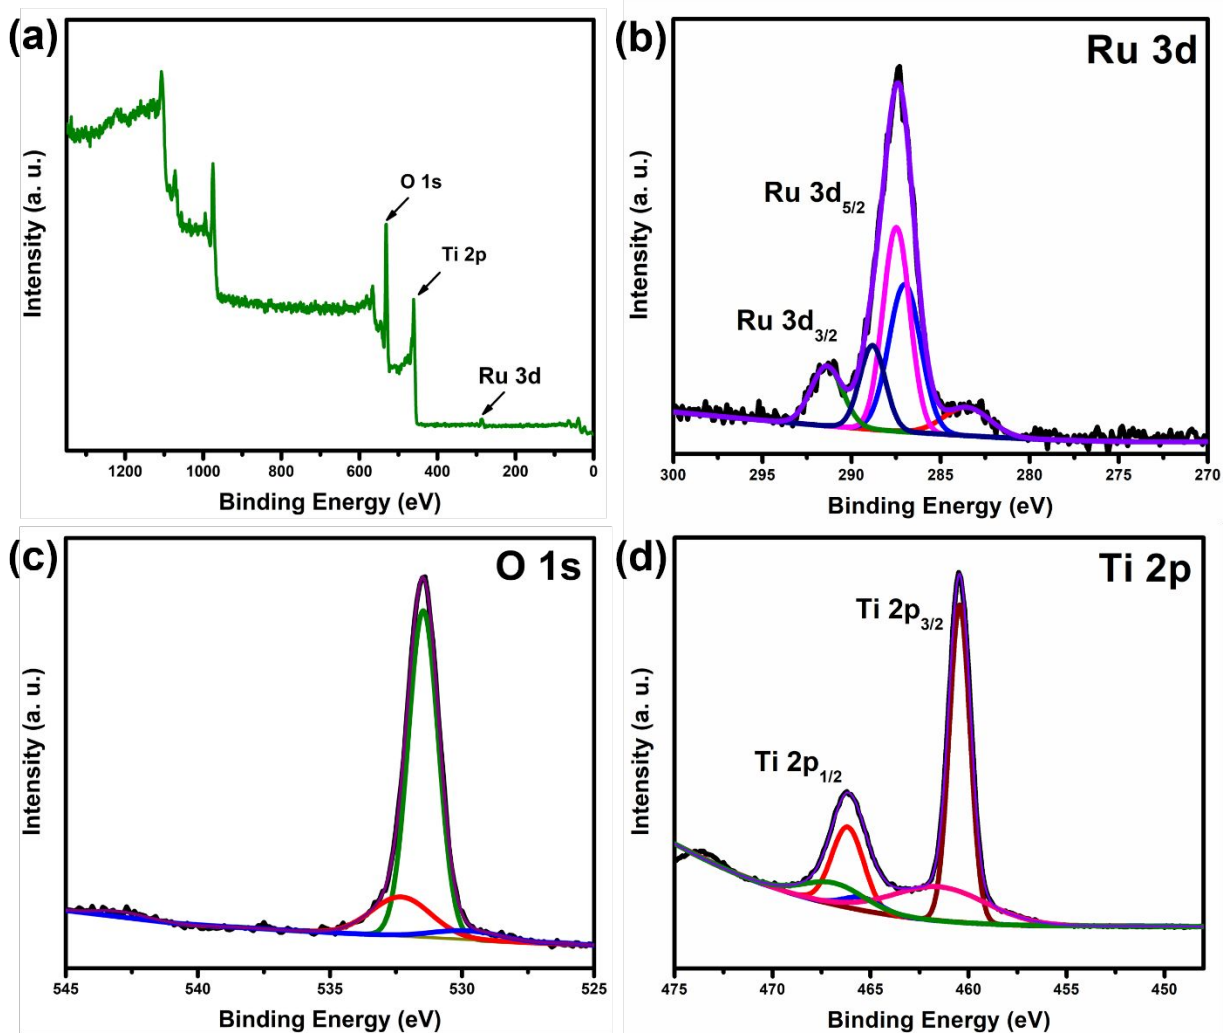 (a)
O 1s
Ti 2p
Ru 3d
Intensity (a. u.)
1200 1000 800 600 400 200 0
Binding Energy (eV)
(b)
Ru 3d
Ru 3d5/2
Ru 3d3/2
Intensity (a. u.)
300 295 290 285 280 275 270
Binding Energy (eV)
(c)
O 1s
Intensity (a. u.)
545 540 535 530 525
Binding Energy (eV)
(d)
Ti 2p
Ti 2p3/2
Ti 2p1/2
Intensity (a. u.)
475 470 465 460 455 450
Binding Energy (eV)